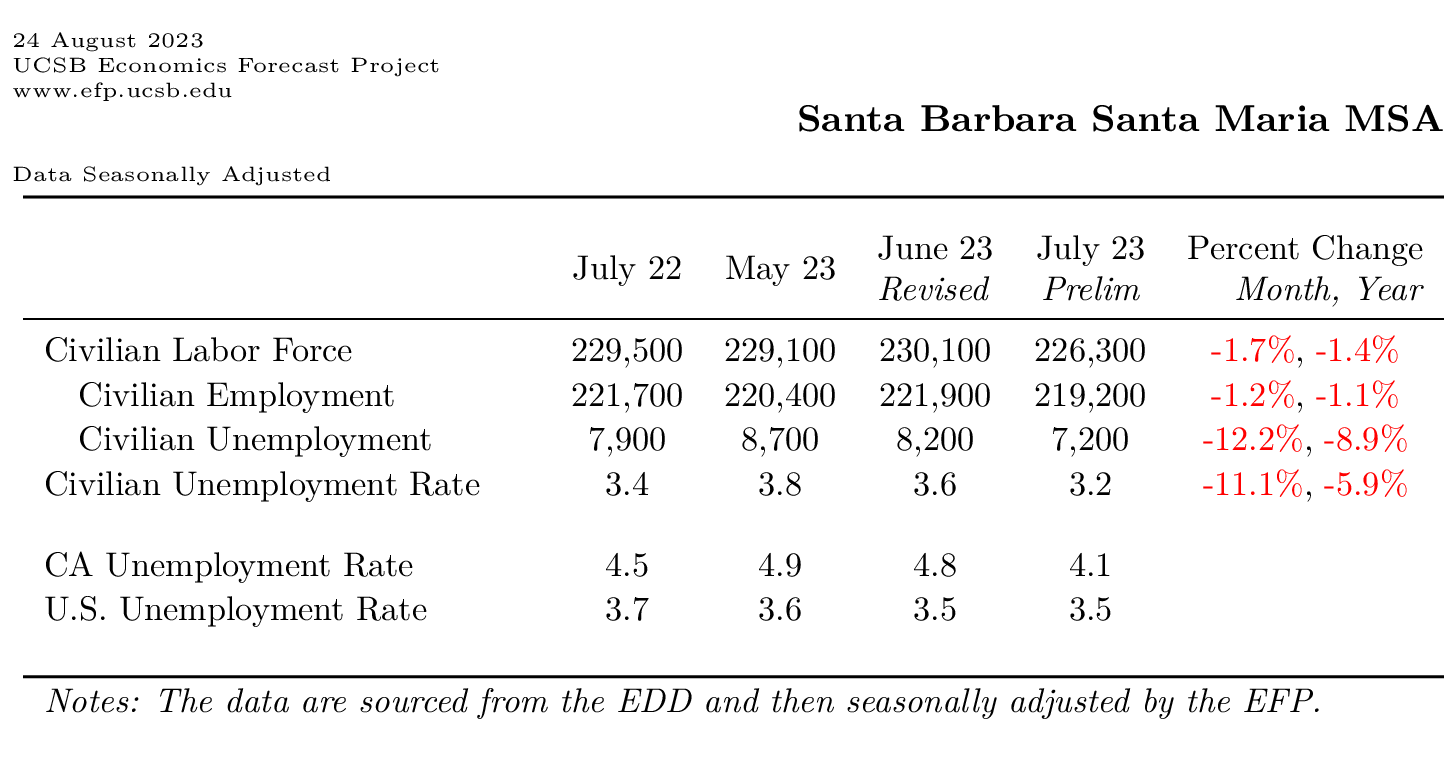 24 August 2023
UCSB Economics Forecast Project
www.efp.ucsb.edu
Santa Barbara Santa Maria MSA
Data Seasonally Adjusted
July 22 May 23 June 23 Revised July 23 Prelim Percent Change Month, Year
Civilian Labor Force 229,500 229,100 230,100 226,300 -1.7%, -1.4%
Civilian Employment 221,700 220,400 221,900 219,200 -1.2%, -1.1%
Civilian Unemployment 7,900 8,700 8,200 7,200 -12.2%, -8.9%
Civilian Unemployment Rate 3.4 3.8 3.6 3.2 -11.1%, -5.9%
CA Unemployment Rate 4.5 4.9 4.8 4.1
U.S. Unemployment Rate 3.7 3.6 3.5 3.5
Notes: The data are sourced from the EDD and then seasonally adjusted by the EFP.